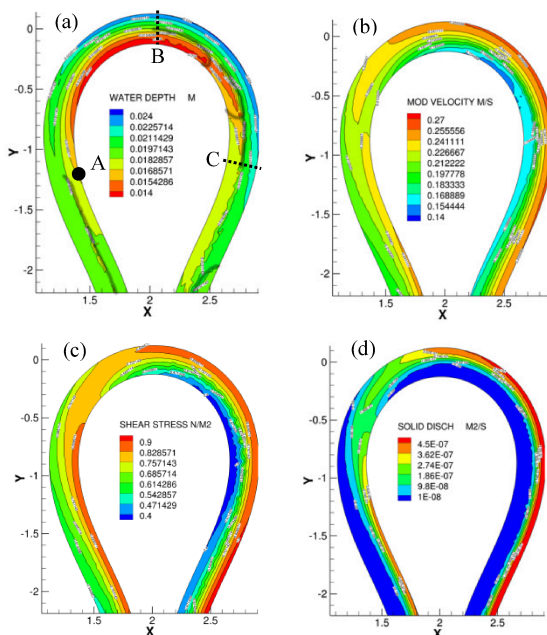 (a)
0
-0.5
-1
-1.5
-2
Y
1.5
2
2.5
X
B
A
C
WATER DEPTH M
0.024
0.0225714
0.0211429
0.0197143
0.0182857
0.0168571
0.0154286
0.014
(b)
0
-0.5
-1
-1.5
-2
Y
1.5
2
2.5
X
MOD VELOCITY M/S
0.27
0.255556
0.241111
0.226667
0.212222
0.197778
0.183333
0.168889
0.154444
0.14
(c)
0
-0.5
-1
-1.5
-2
Y
1.5
2
2.5
X
SHEAR STRESS N/M2
0.9
0.828571
0.757143
0.685714
0.614286
0.542857
0.471429
0.4
(d)
0
-0.5
-1
-1.5
-2
Y
1.5
2
2.5
X
SOLID DISCH M2/S
4.5E-07
3.62E-07
2.74E-07
1.86E-07
9.8E-08
1E-08